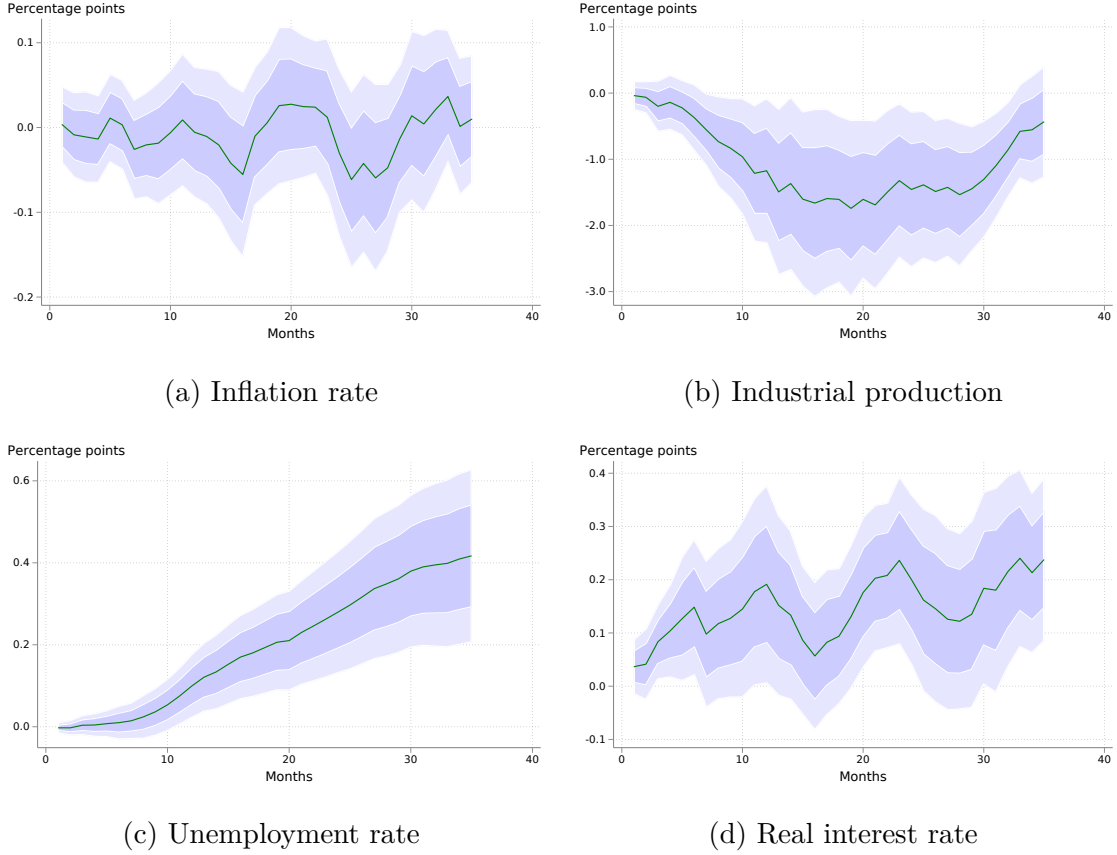 Percentage points
0.1
0.0
-0.1
-0.2
0 10 20 30 40
Months
(a) Inflation rate
Percentage points
1.0
0.0
-1.0
-2.0
-3.0
0 10 20 30 40
Months
(b) Industrial production
Percentage points
0.6
0.4
0.2
0.0
0 10 20 30 40
Months
(c) Unemployment rate
Percentage points
0.4
0.3
0.2
0.1
0.0
-0.1
0 10 20 30 40
Months
(d) Real interest rate